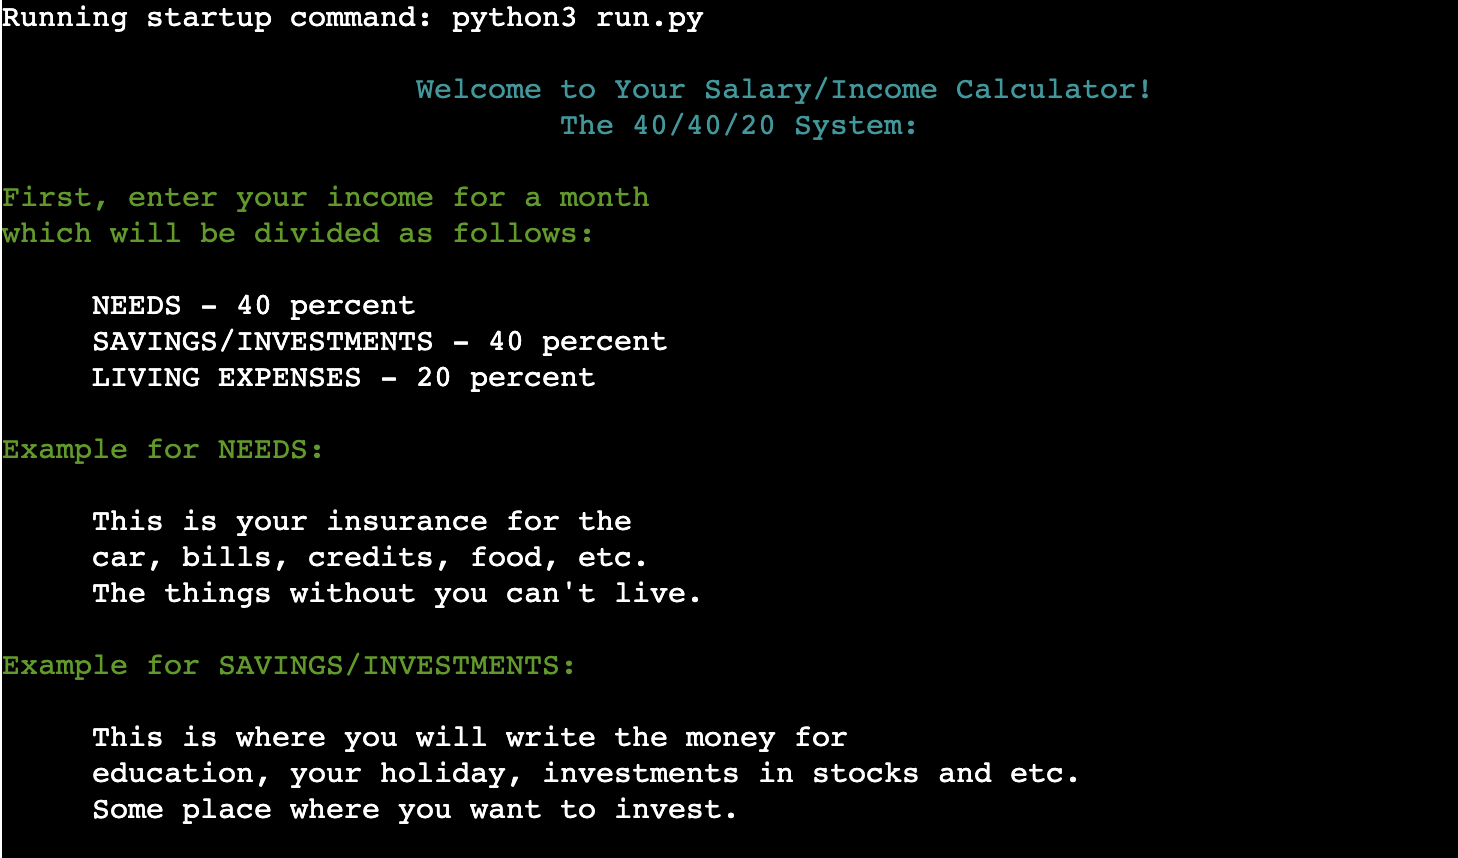 Running startup command: python3 run.py
Welcome to Your Salary/Income Calculator!
The 40/40/20 System:
First, enter your income for a month
which will be divided as follows:
NEEDS - 40 percent
SAVINGS/INVESTMENTS - 40 percent
LIVING EXPENSES - 20 percent
Example for NEEDS:
This is your insurance for the
car, bills, credits, food, etc.
The things without you can't live.
Example for SAVINGS/INVESTMENTS:
This is where you will write the money for
education, your holiday, investments in stocks and etc.
Some place where you want to invest.